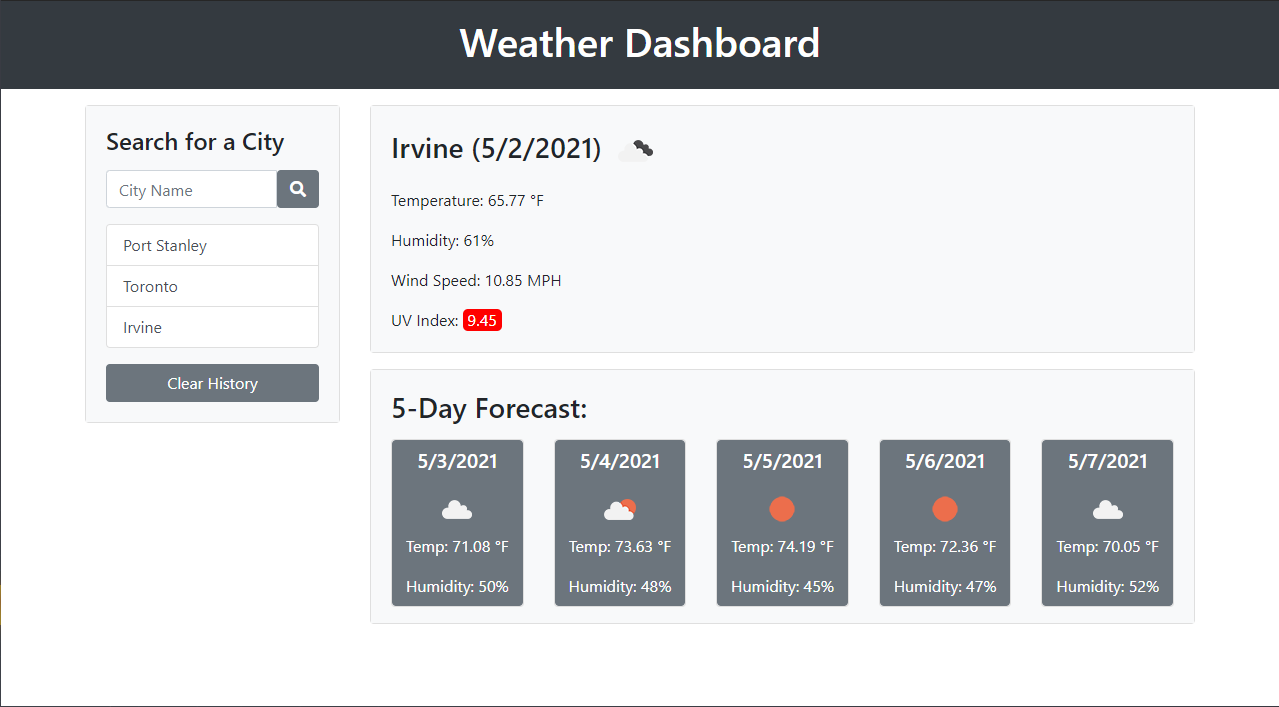 Weather Dashboard
Search for a City
City Name
Port Stanley
Toronto
Irvine
Clear History
Irvine (5/2/2021)
Temperature: 65.77 °F
Humidity: 61%
Wind Speed: 10.85 MPH
UV Index: 9.45
5-Day Forecast:
5/3/2021
Temp: 71.08 °F
Humidity: 50%
5/4/2021
Temp: 73.63 °F
Humidity: 48%
5/5/2021
Temp: 74.19 °F
Humidity: 45%
5/6/2021
Temp: 72.36 °F
Humidity: 47%
5/7/2021
Temp: 70.05 °F
Humidity: 52%